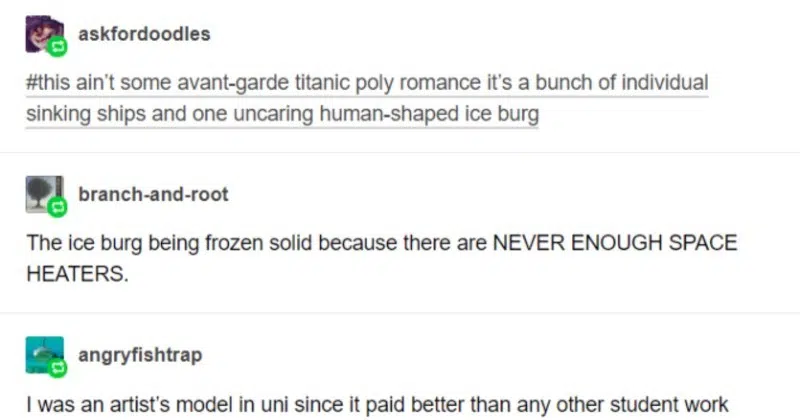 askfordoodles
#this ain't some avant-garde titanic poly romance it's a bunch of individual
sinking ships and one uncaring human-shaped ice burg
branch-and-root
The ice burg being frozen solid because there are NEVER ENOUGH SPACE
HEATERS.
angryfishtrap
I was an artist's model in uni since it paid better than any other student work